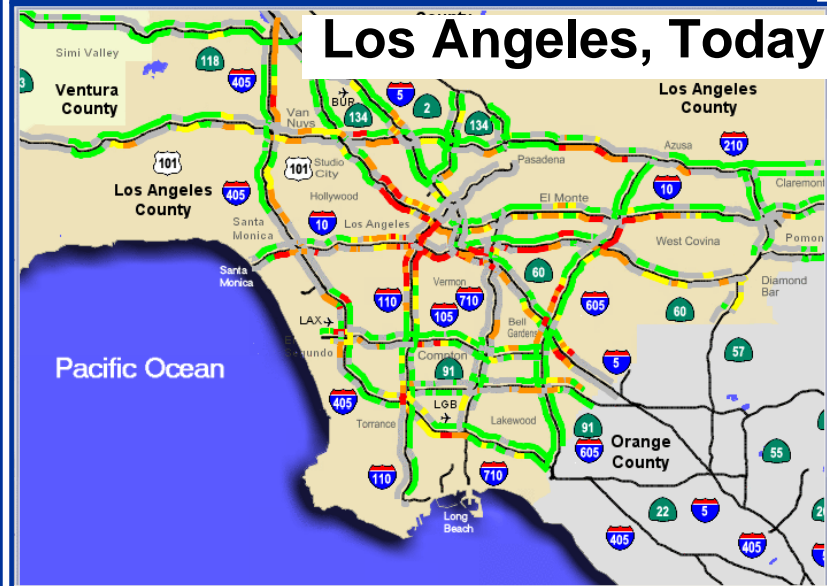 Los Angeles, Today
County
Simi Valley
118
405
Ventura
County
BUR
134
5
2
134
Los Angeles
County
Van
Nuys
Azusa
210
101
101
Studio
City
Pasadena
Los Angeles
County
405
Hollywood
El Monte
10
Claremont
Santa
Monica
10
Los Angeles
West Covina
Santa
Monica
60
Diamond
Bar
Vermon
110
105
710
605
60
LAX
Bell
Gardens
Compton
91
5
57
Pacific Ocean
405
LGB
Torrance
Lakewood
91
605
Orange
County
55
110
710
Long
Beach
22
5
405
405